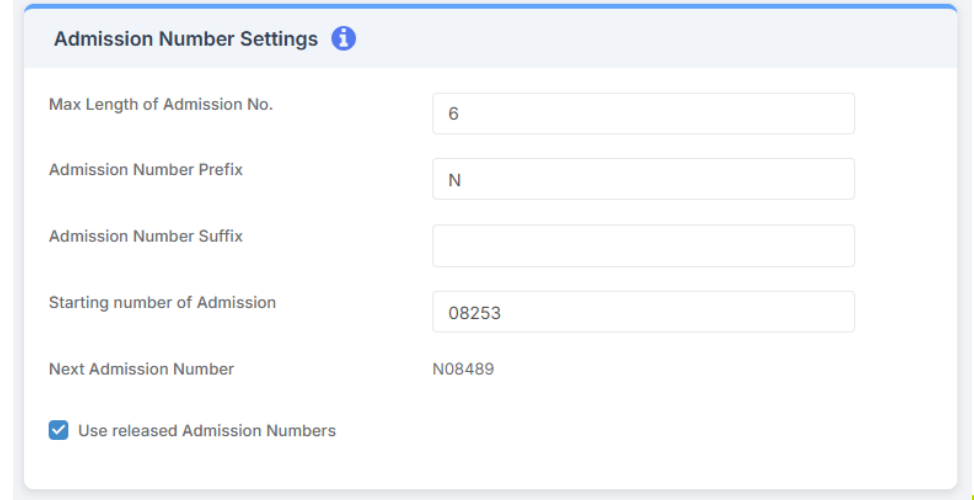 Admission Number Settings
Max Length of Admission No. 6
Admission Number Prefix N
Admission Number Suffix
Starting number of Admission 08253
Next Admission Number N08489
Use released Admission Numbers